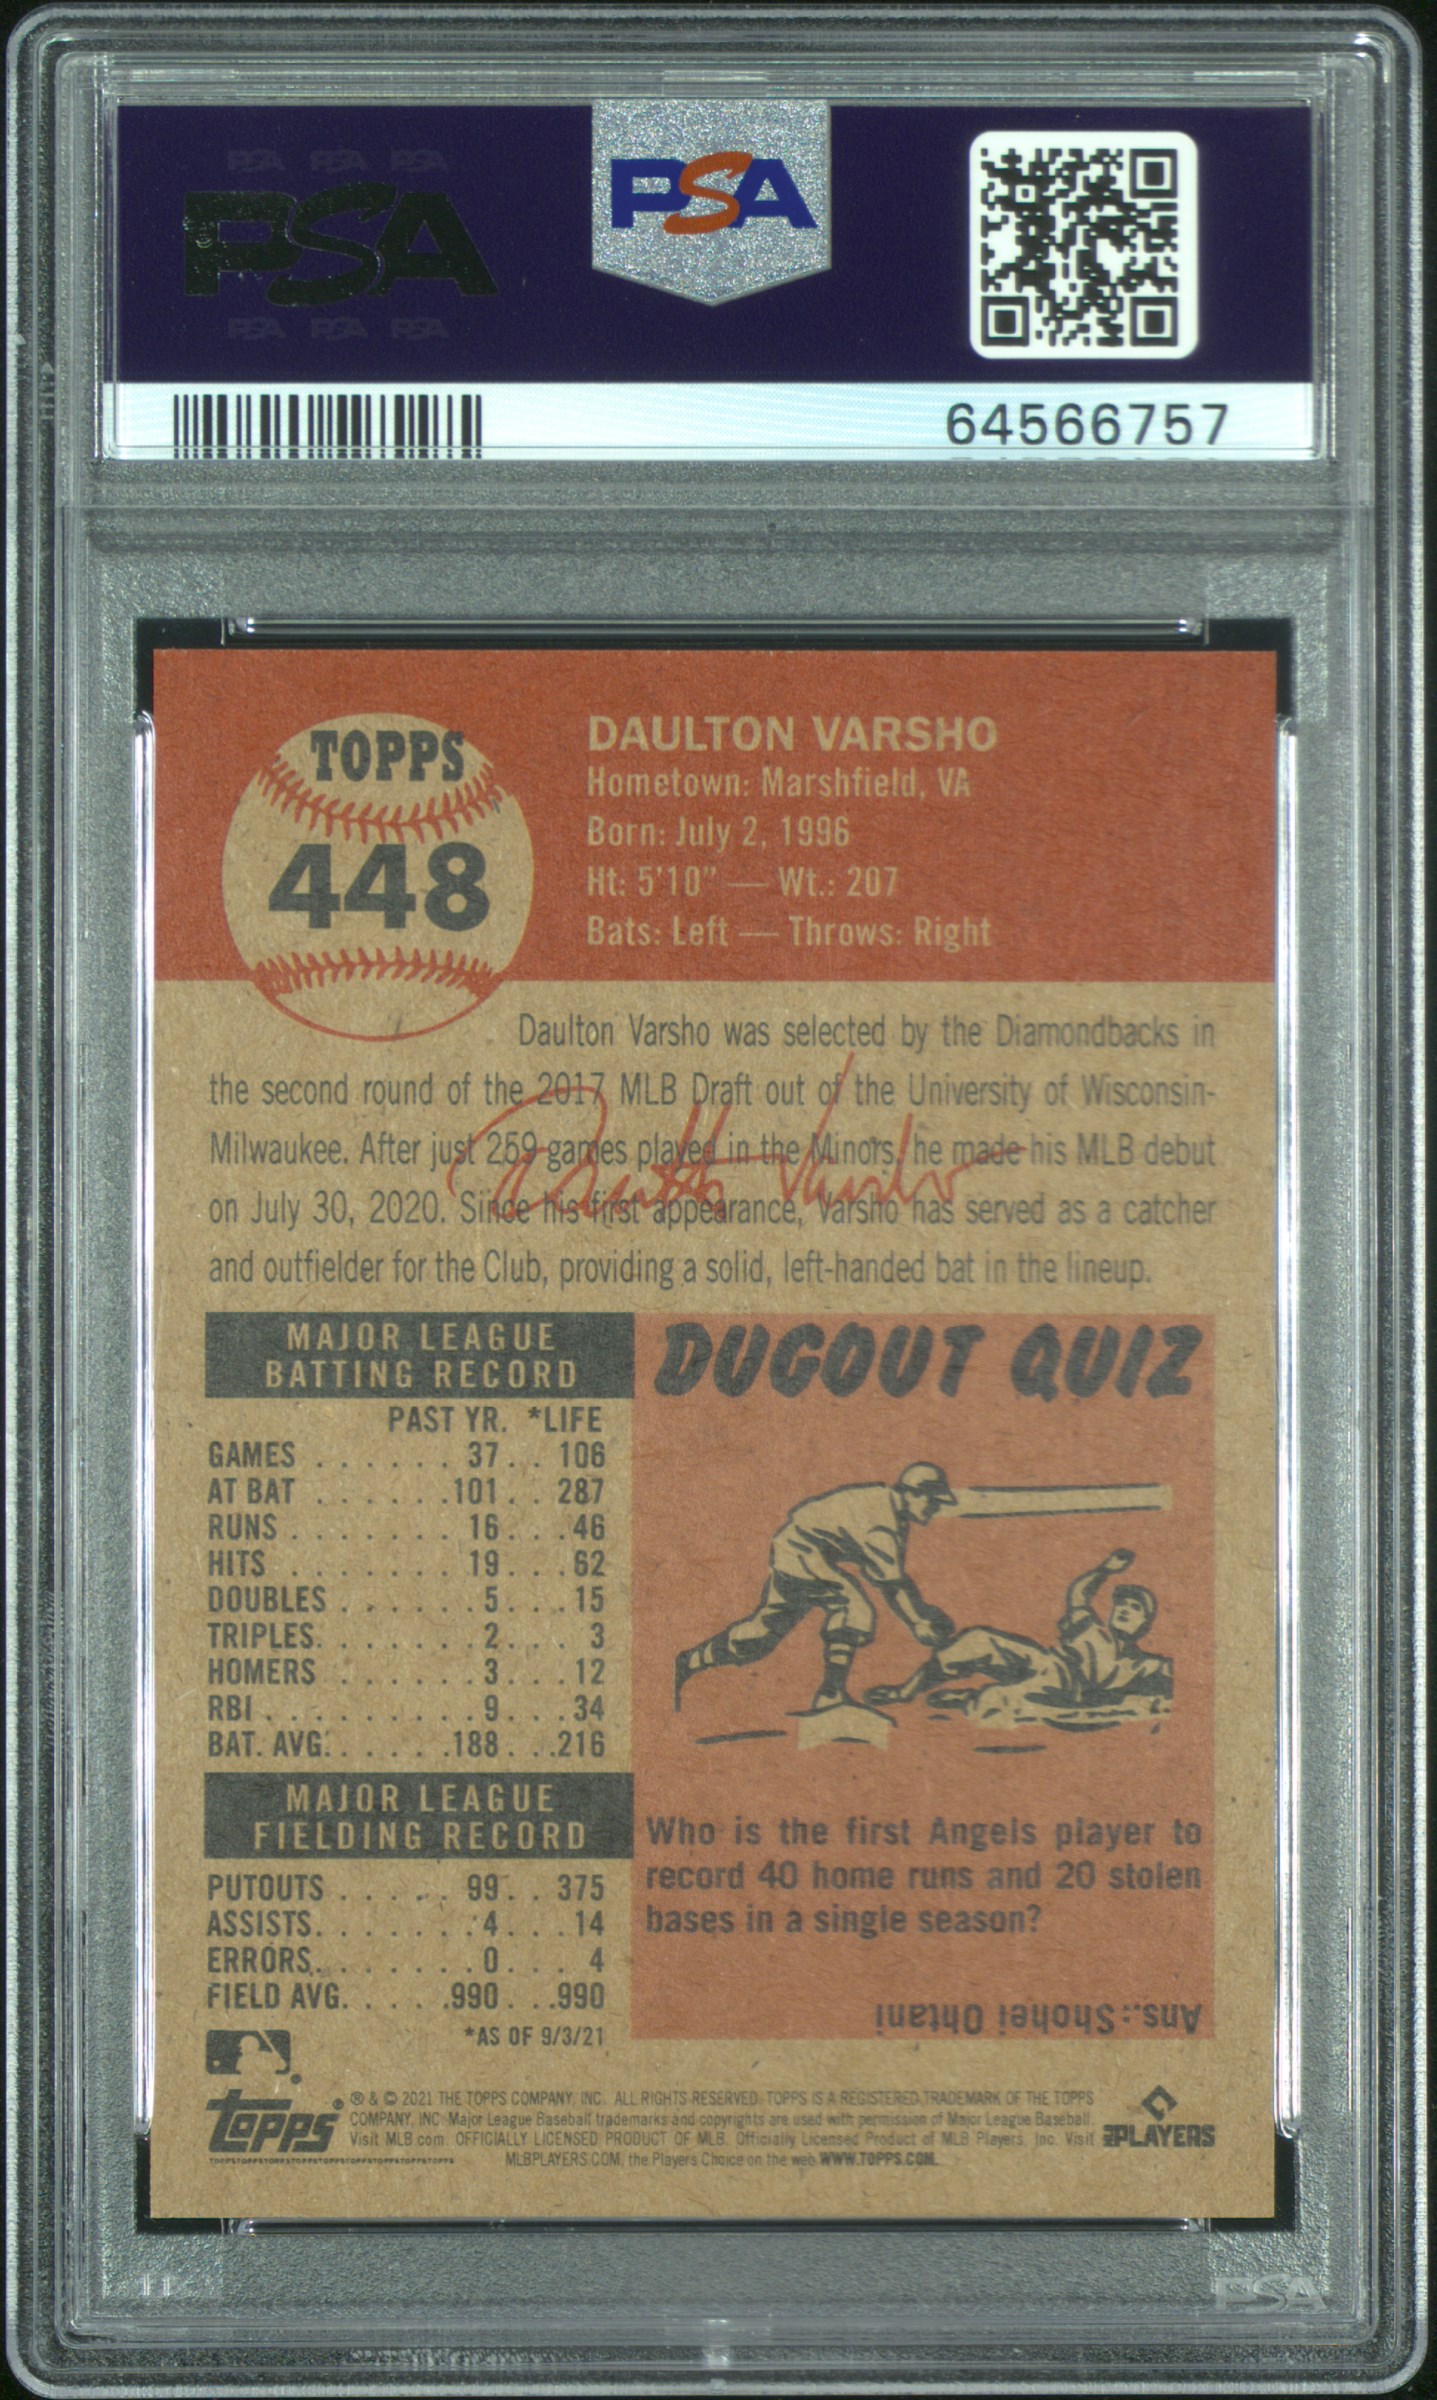 PSA PSA PSA
PSA
PSA PSA PSA
PSA
64566757
TOPPS
448
DAULTON VARSHO
Hometown: Marshfield, VA
Born: July 2, 1996
Ht: 5'10" — Wt.: 207
Bats: Left — Throws: Right
Daulton Varsho was selected by the Diamondbacks in
the second round of the 2017 MLB Draft out of the University of Wisconsin-
Milwaukee. After just 259 games played in the Minors, he made his MLB debut
on July 30, 2020. Since his first appearance, Varsho has served as a catcher
and outfielder for the Club, providing a solid, left-handed bat in the lineup.
Daulton Varsho
MAJOR LEAGUE
BATTING RECORD
PAST YR. *LIFE
GAMES . . . . . . 37. . 106
AT BAT . . . . . .101. . 287
RUNS . . . . . . . 16. . .46
HITS . . . . . . . 19. . .62
DOUBLES . . . . . . 5. . .15
TRIPLES. . . . . . . 2. . . 3
HOMERS . . . . . . 3. . .12
RBI . . . . . . . . . 9. . .34
BAT. AVG. . . . . .188. . .216
MAJOR LEAGUE
FIELDING RECORD
PUTOUTS . . . . . 99. . 375
ASSISTS. . . . . . . 4. . .14
ERRORS. . . . . . . 0. . . 4
FIELD AVG. . . . .990. . .990
*AS OF 9/3/21
DUGOUT QUIZ
Who is the first Angels player to
record 40 home runs and 20 stolen
bases in a single season?
Ans.: Shohei Ohtani
topps
® & © 2021 THE TOPPS COMPANY, INC. ALL RIGHTS RESERVED. TOPPS IS A REGISTERED TRADEMARK OF THE TOPPS
COMPANY, INC. Major League Baseball trademarks and copyrights are used with permission of Major League Baseball.
Visit MLB.com. OFFICIALLY LICENSED PRODUCT OF MLB. Officially Licensed Product of MLB Players, Inc. Visit
MLBPLAYERS.COM, the Players Choice on the web WWW.TOPPS.COM.
PLAYERS
PSA